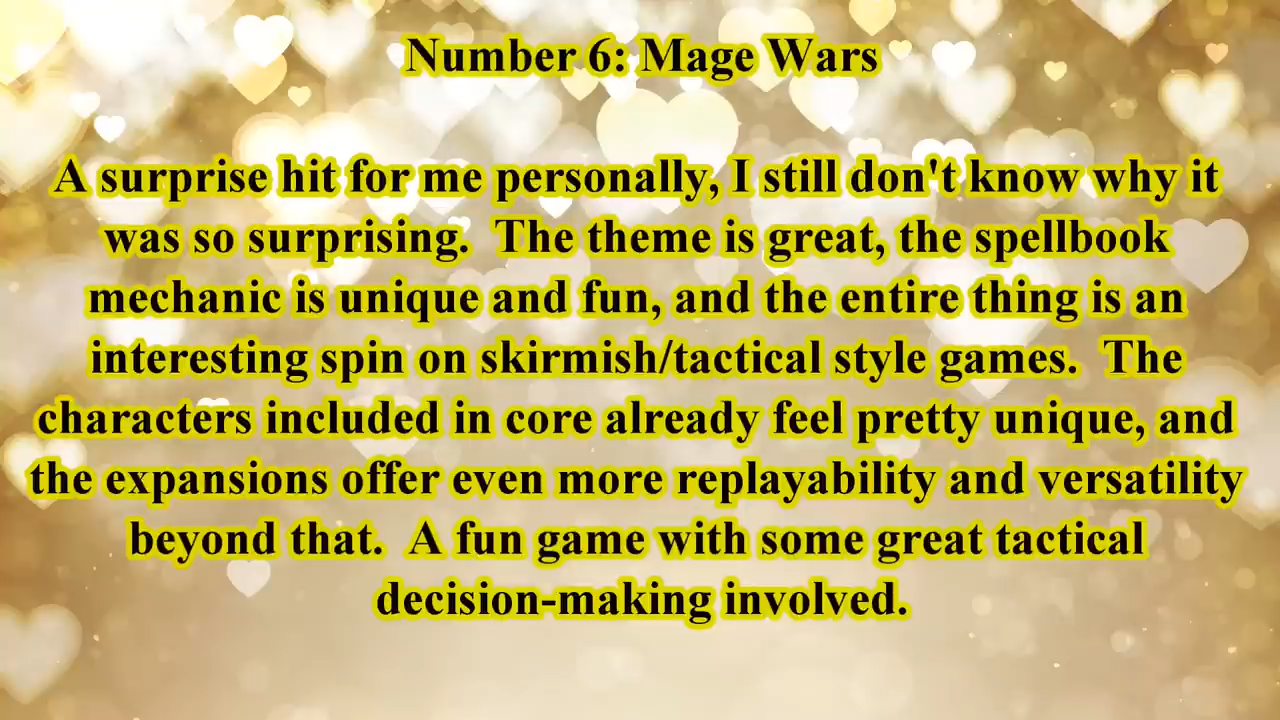 Number 6: Mage Wars
A surprise hit for me personally, I still don't know why it
was so surprising.  The theme is great, the spellbook
mechanic is unique and fun, and the entire thing is an
interesting spin on skirmish/tactical style games.  The
characters included in core already feel pretty unique, and
the expansions offer even more replayability and versatility
beyond that.  A fun game with some great tactical
decision-making involved.